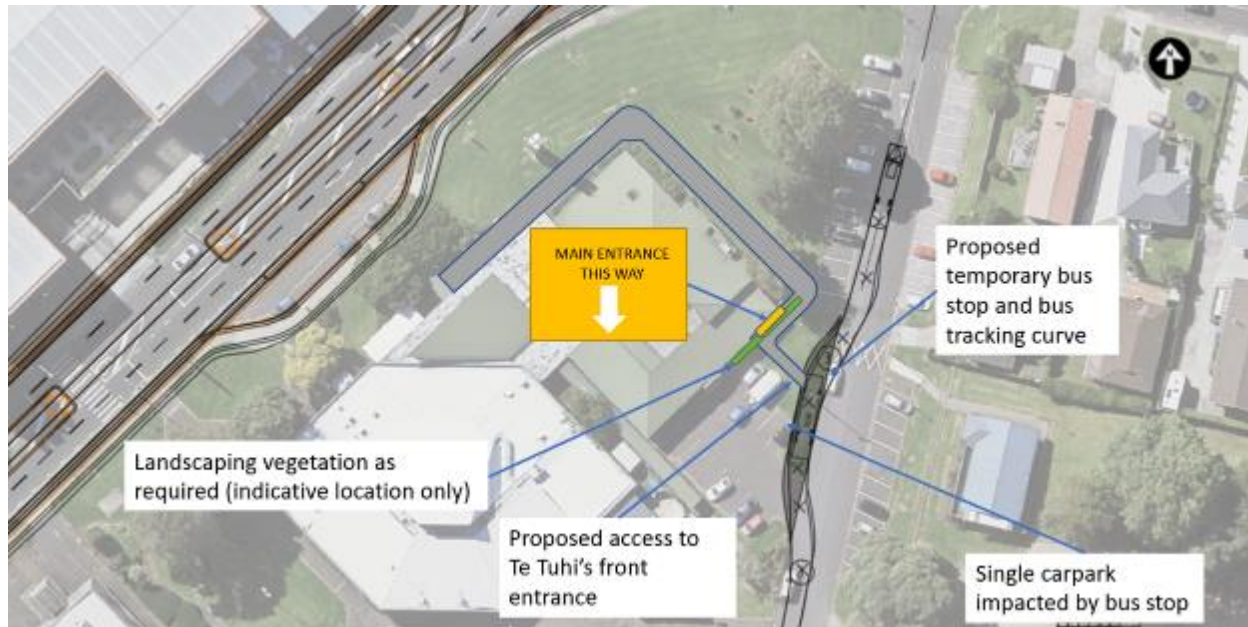 N
MAIN ENTRANCE
THIS WAY
Proposed
temporary bus
stop and bus
tracking curve
Landscaping vegetation as
required (indicative location only)
Proposed access to
Te Tuhi's front
entrance
Single carpark
impacted by bus stop